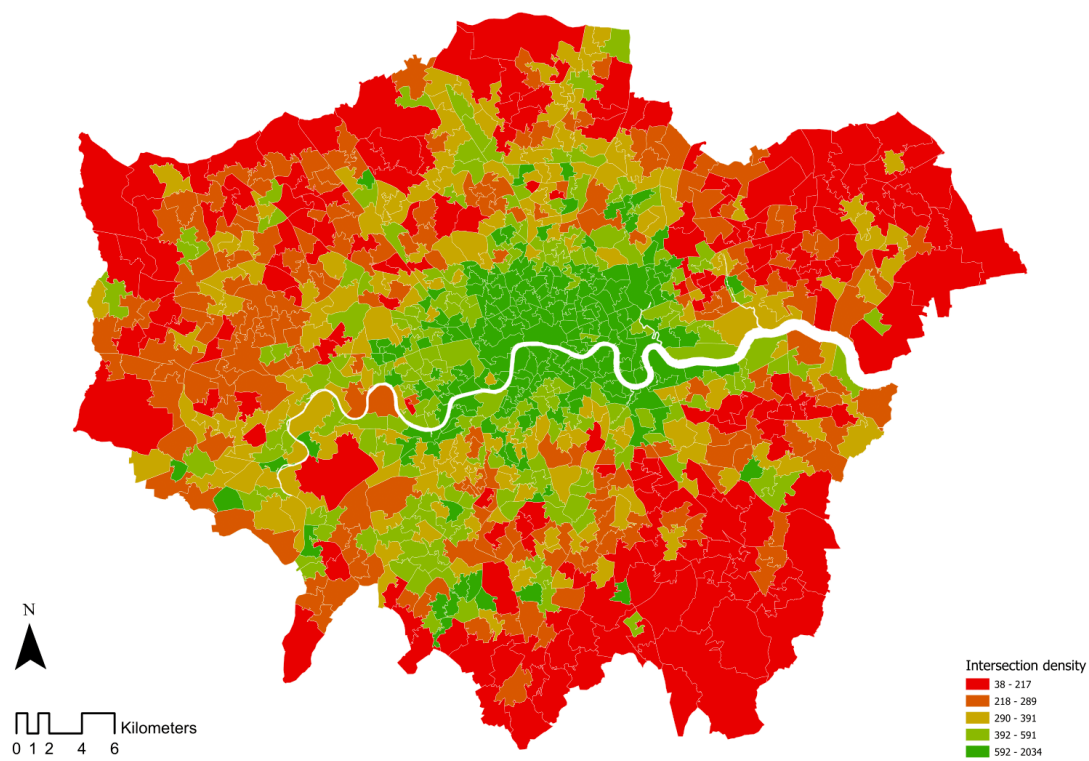 N
Kilometers
0 1 2 4 6
Intersection density
38 - 217
218 - 289
290 - 391
392 - 591
592 - 2034